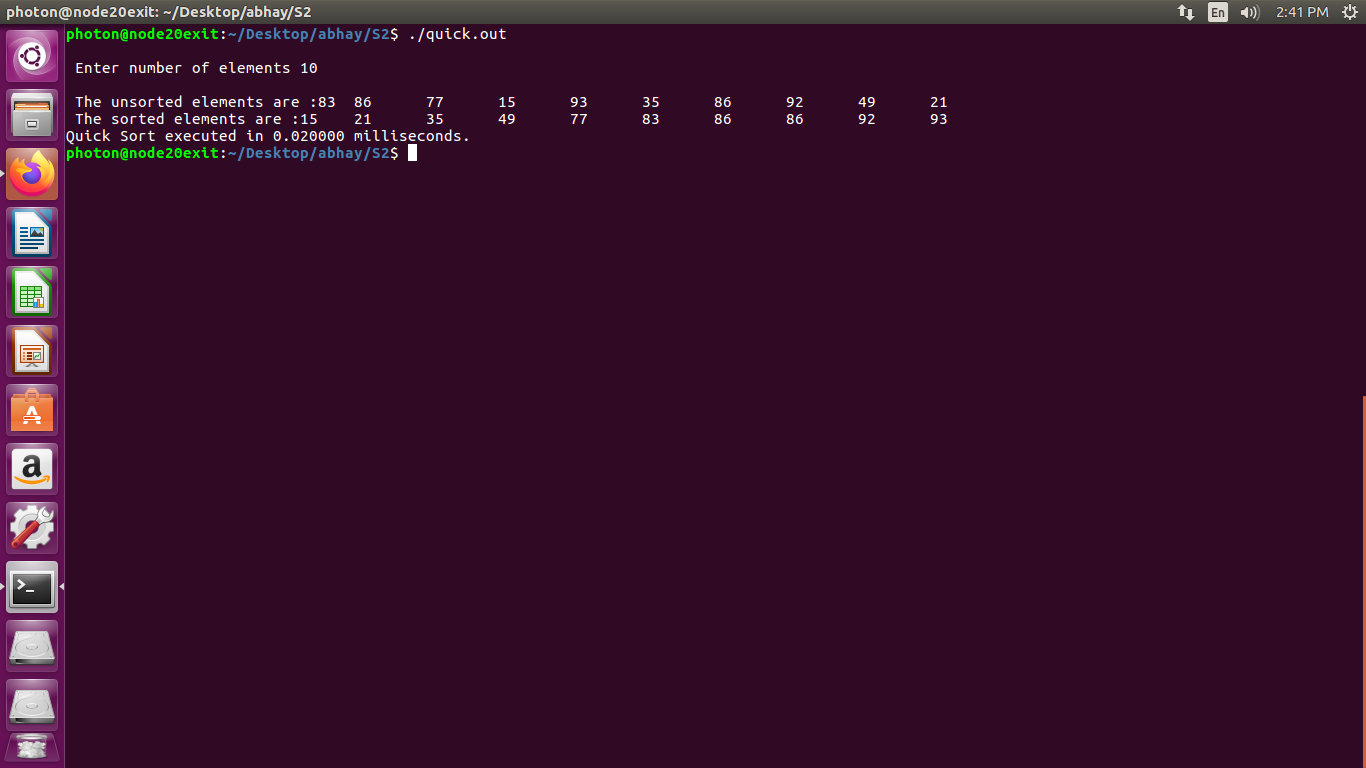 photon@node20exit: ~/Desktop/abhay/S2
En 2:41 PM
photon@node20exit:~/Desktop/abhay/S2$ ./quick.out
Enter number of elements 10
The unsorted elements are :83 86 77 15 93 35 86 92 49 21
The sorted elements are :15 21 35 49 77 83 86 86 92 93
Quick Sort executed in 0.020000 milliseconds.
photon@node20exit:~/Desktop/abhay/S2$
A
a
>_